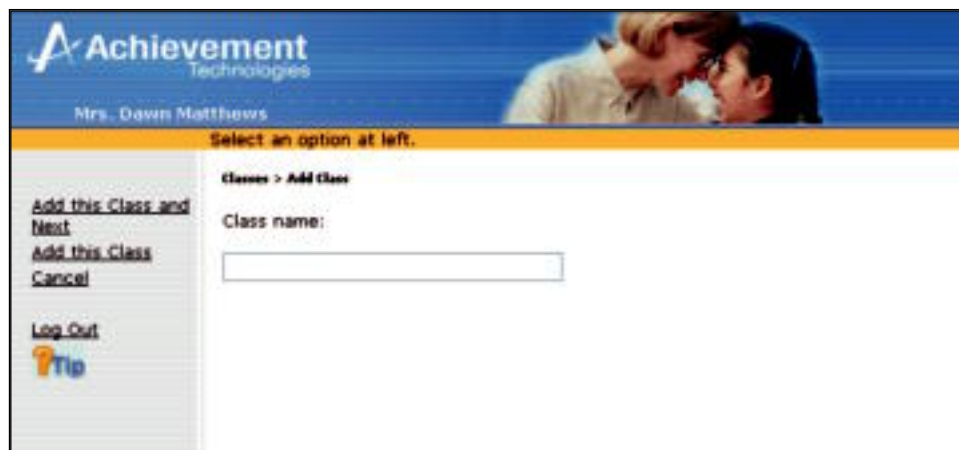 Achievement
Technologies
Mrs. Dawn Matthews
Select an option at left.
Classes > Add Class
Add this Class and
Next
Class name:
Add this Class
Cancel
Log Out
?Tip